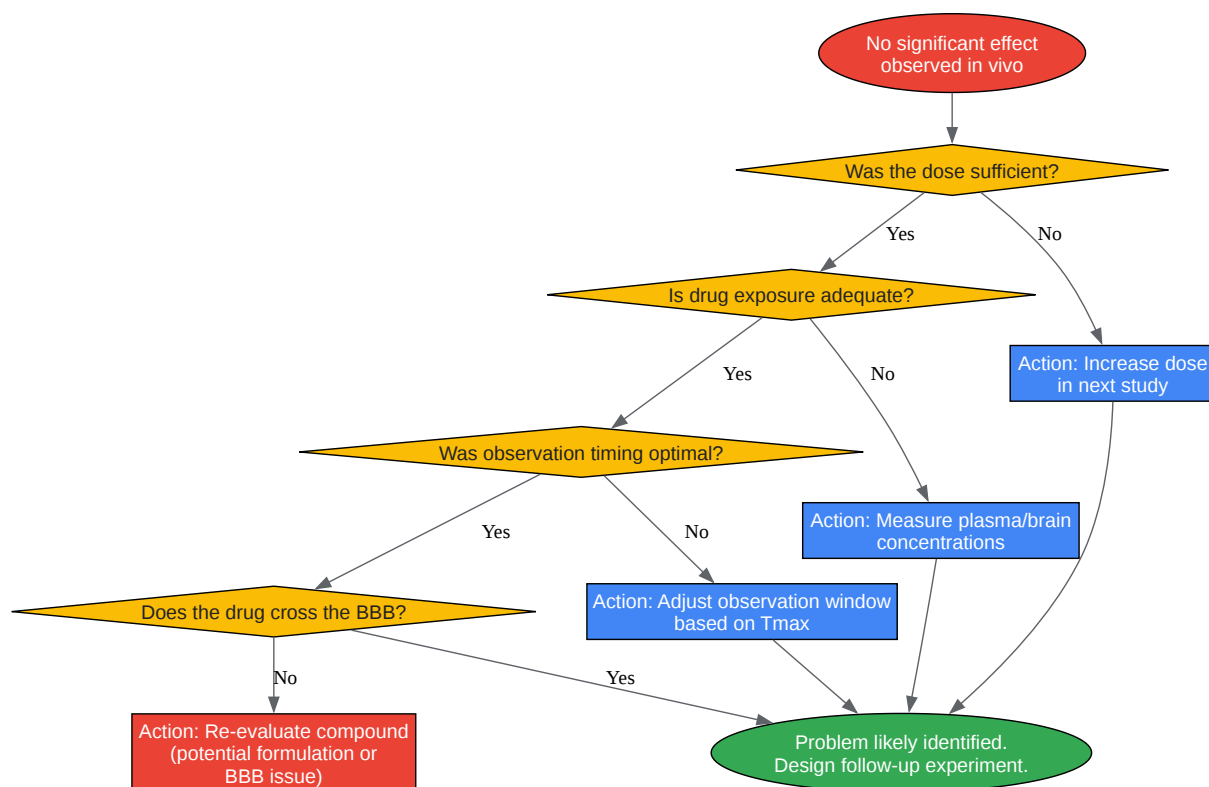 No significant effect
observed in vivo
Was the dose sufficient?
Yes
No
Is drug exposure adequate?
Action: Increase dose
in next study
Yes
No
Was observation timing optimal?
Action: Measure plasma/brain
concentrations
Yes
No
Does the drug cross the BBB?
Action: Adjust observation window
based on Tmax
No
Yes
Action: Re-evaluate compound
(potential formulation or
BBB issue)
Problem likely identified.
Design follow-up experiment.